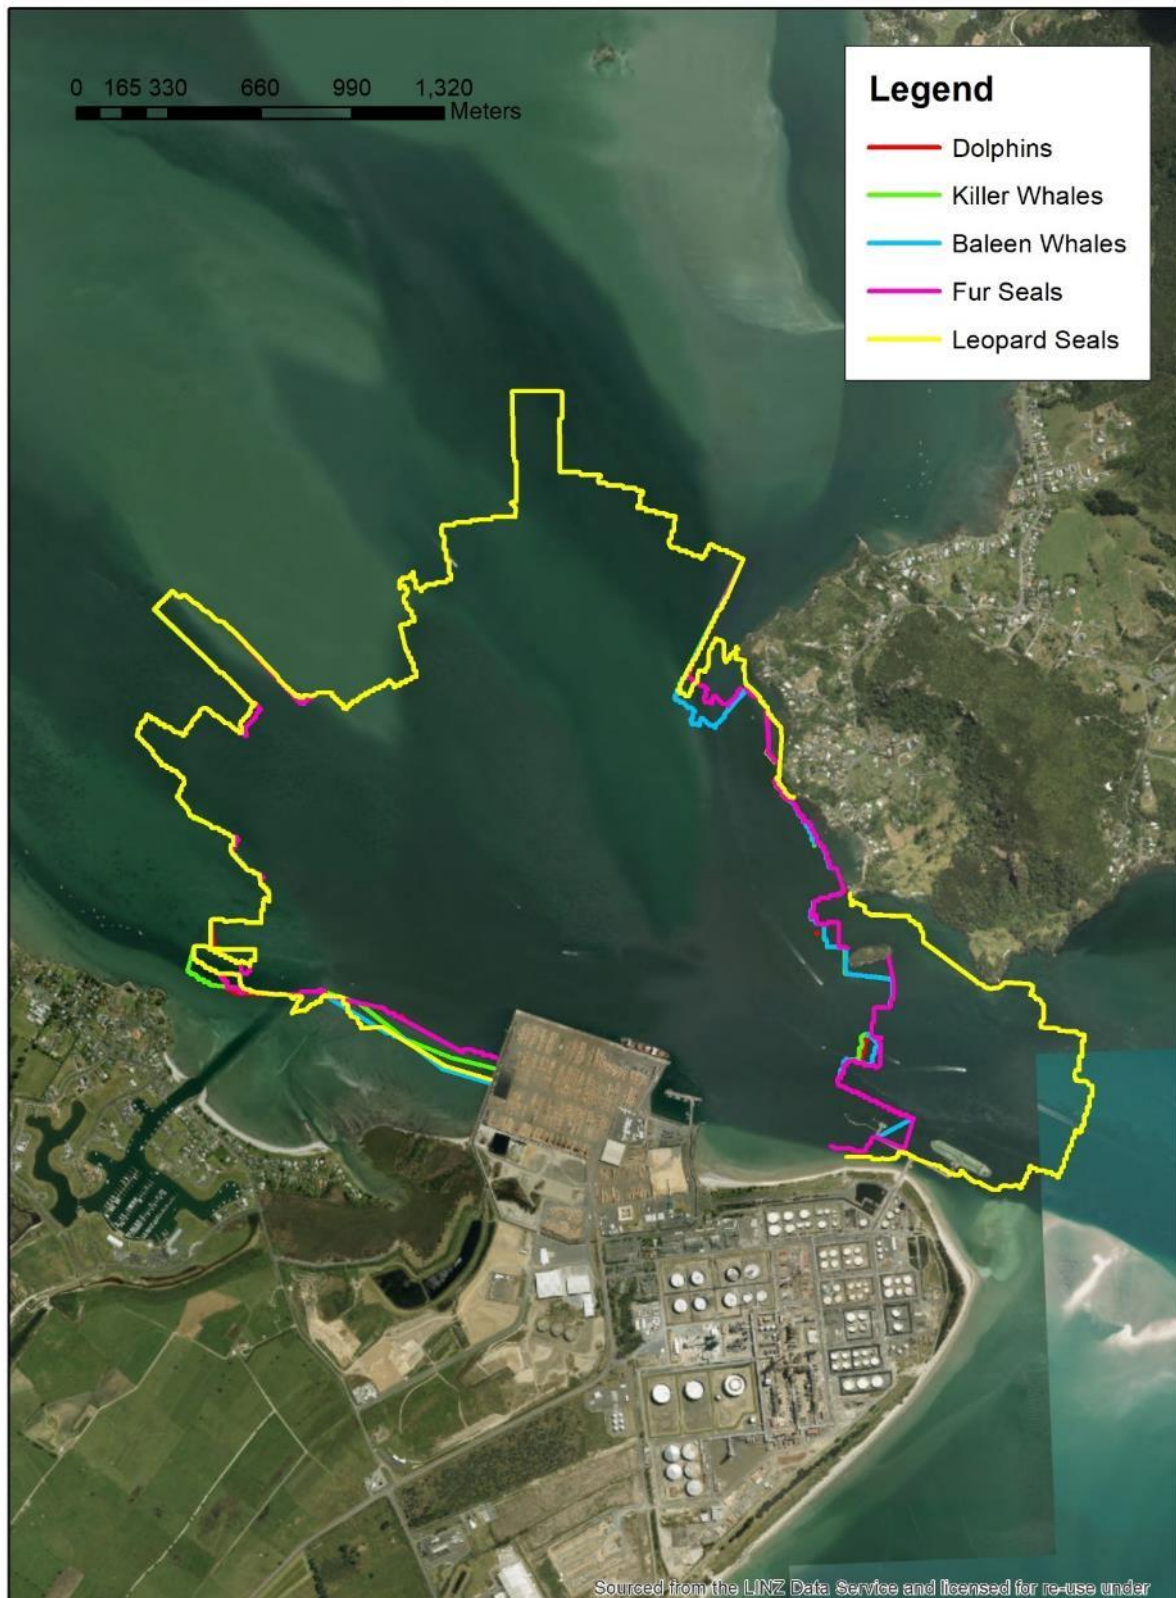 0 165 330 660 990 1,320
Meters
Legend
Dolphins
Killer Whales
Baleen Whales
Fur Seals
Leopard Seals
Sourced from the LINZ Data Service and licensed for re-use under